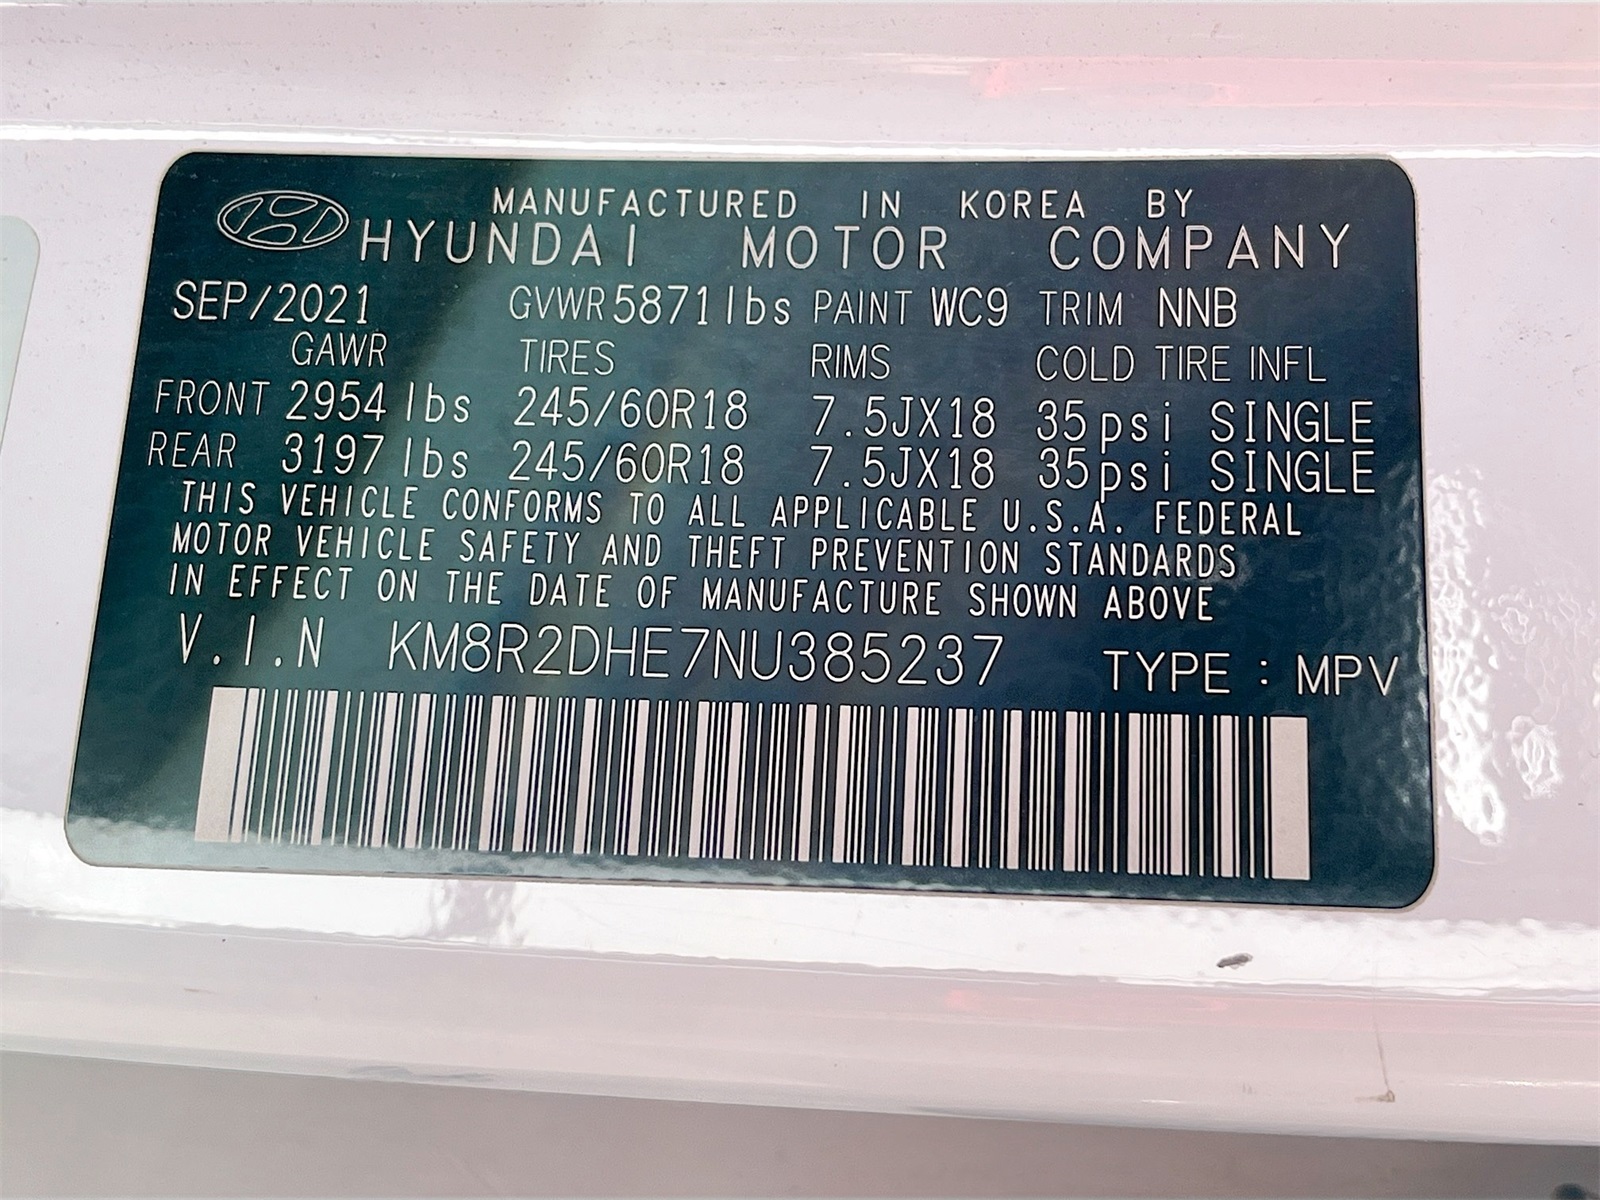 MANUFACTURED IN KOREA BY
HYUNDAI MOTOR COMPANY
SEP/2021 GVWR 5871lbs PAINT WC9 TRIM NNB
GAWR TIRES RIMS COLD TIRE INFL
FRONT 2954 lbs 245/60R18 7.5JX18 35psi SINGLE
REAR 3197 lbs 245/60R18 7.5JX18 35psi SINGLE
THIS VEHICLE CONFORMS TO ALL APPLICABLE U.S.A. FEDERAL
MOTOR VEHICLE SAFETY AND THEFT PREVENTION STANDARDS
IN EFFECT ON THE DATE OF MANUFACTURE SHOWN ABOVE
V.I.N KM8R2DHE7NU385237 TYPE : MPV